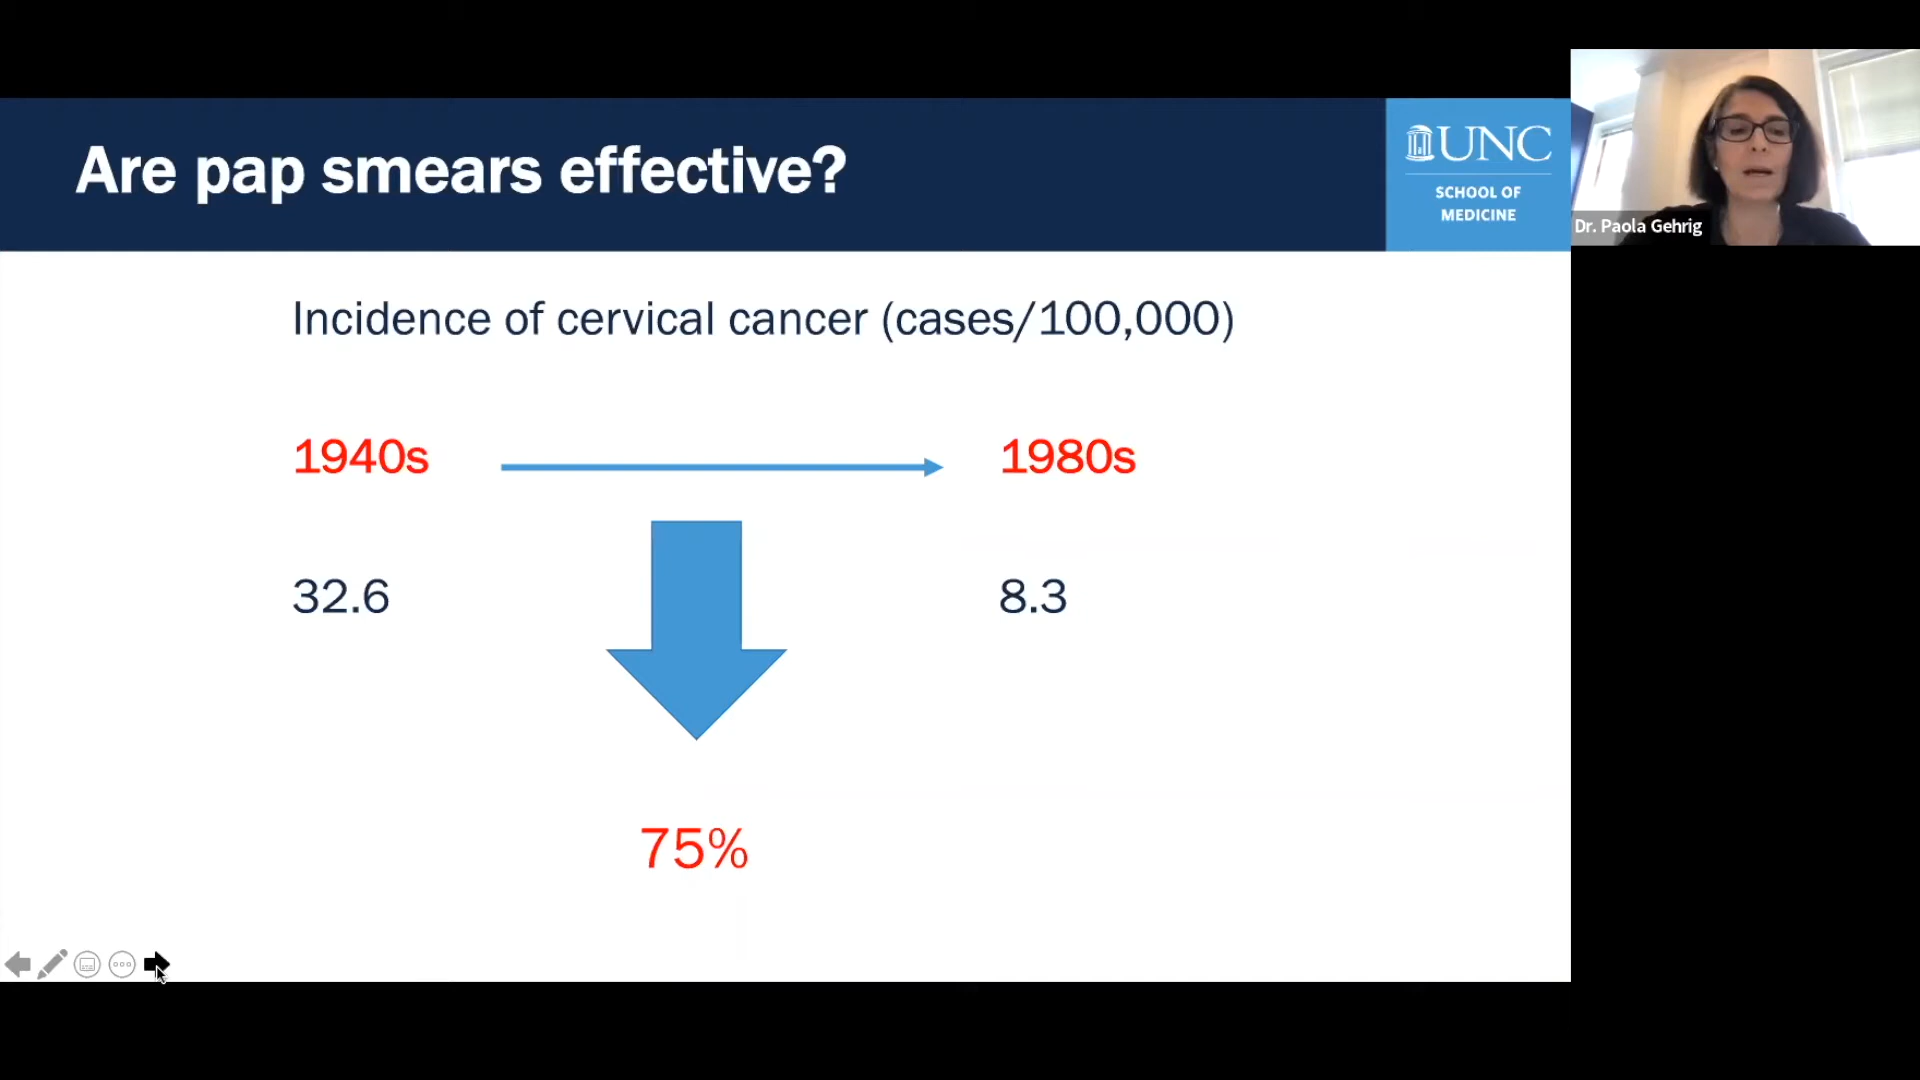 Are pap smears effective?
UNC
SCHOOL OF
MEDICINE
Dr. Paola Gehrig
Incidence of cervical cancer (cases/100,000)
1940s
1980s
32.6
8.3
75%